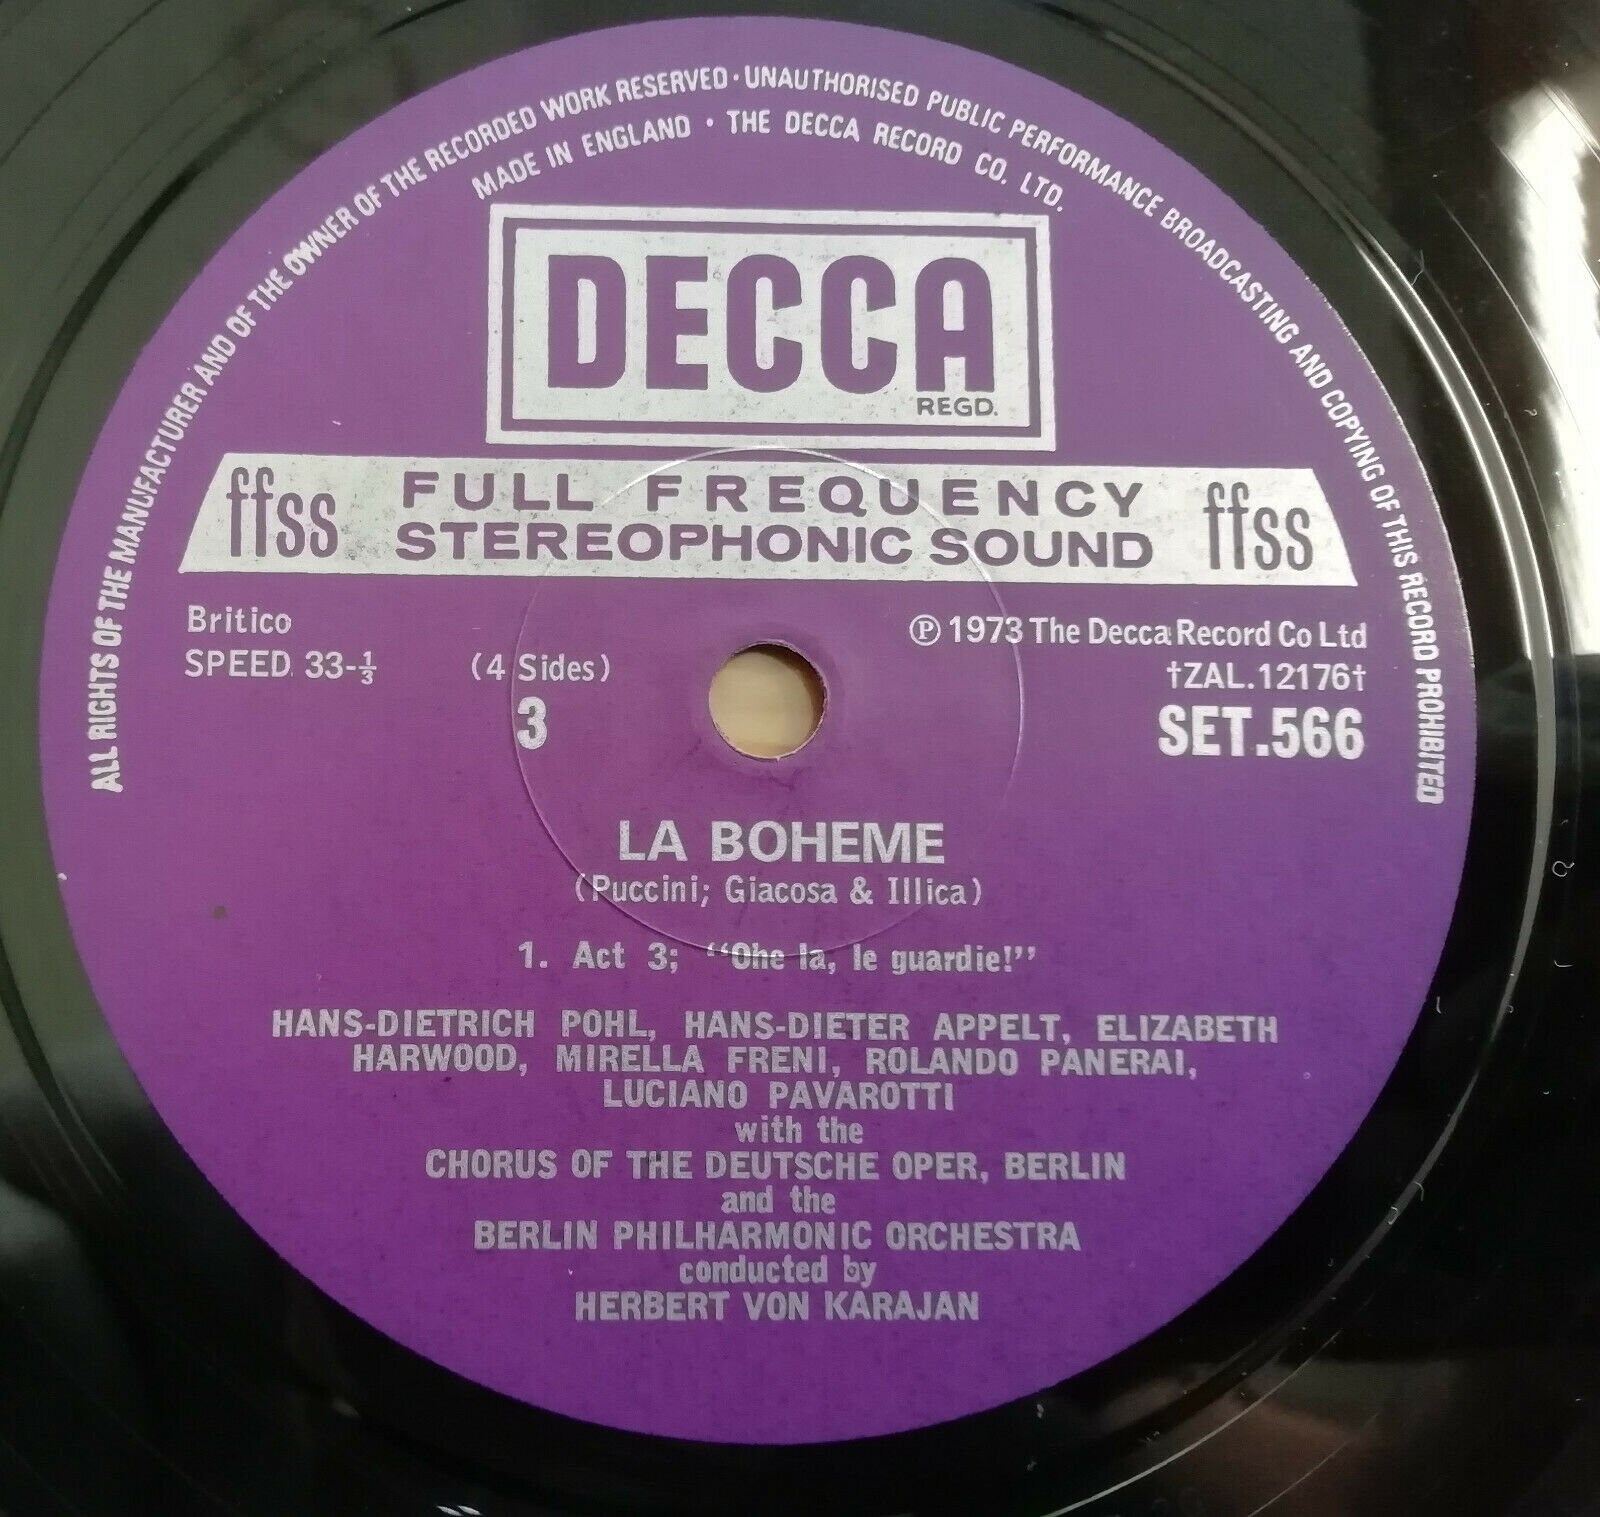 ALL RIGHTS OF THE MANUFACTURER AND OF THE OWNER OF THE RECORDED WORK RESERVED · UNAUTHORISED PUBLIC PERFORMANCE BROADCASTING AND COPYING OF THIS RECORD PROHIBITED
MADE IN ENGLAND · THE DECCA RECORD CO. LTD.
DECCA
REGD.
ffss FULL FREQUENCY ffss
STEREOPHONIC SOUND
Britico
SPEED 33-⅓ (4 Sides)
3
Ⓟ 1973 The Decca Record Co Ltd
†ZAL.12176†
SET.566
LA BOHEME
(Puccini; Giacosa & Illica)
1. Act 3; "Ohe la, le guardie!"
HANS-DIETRICH POHL, HANS-DIETER APPELT, ELIZABETH
HARWOOD, MIRELLA FRENI, ROLANDO PANERAI,
LUCIANO PAVAROTTI
with the
CHORUS OF THE DEUTSCHE OPER, BERLIN
and the
BERLIN PHILHARMONIC ORCHESTRA
conducted by
HERBERT VON KARAJAN